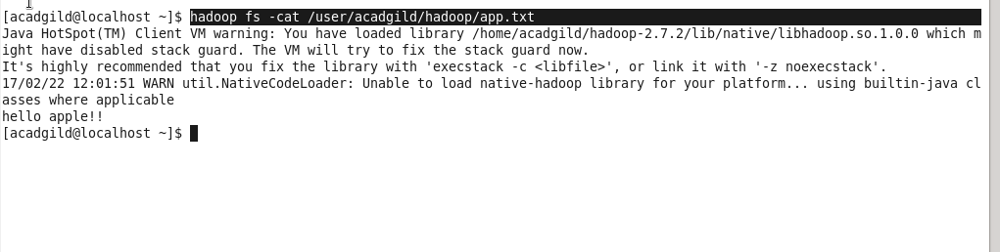 [acadgild@localhost ~]$ hadoop fs -cat /user/acadgild/hadoop/app.txt
Java HotSpot(TM) Client VM warning: You have loaded library /home/acadgild/hadoop-2.7.2/lib/native/libhadoop.so.1.0.0 which m
ight have disabled stack guard. The VM will try to fix the stack guard now.
It's highly recommended that you fix the library with 'execstack -c <libfile>', or link it with '-z noexecstack'.
17/02/22 12:01:51 WARN util.NativeCodeLoader: Unable to load native-hadoop library for your platform... using builtin-java cl
asses where applicable
hello apple!!
[acadgild@localhost ~]$